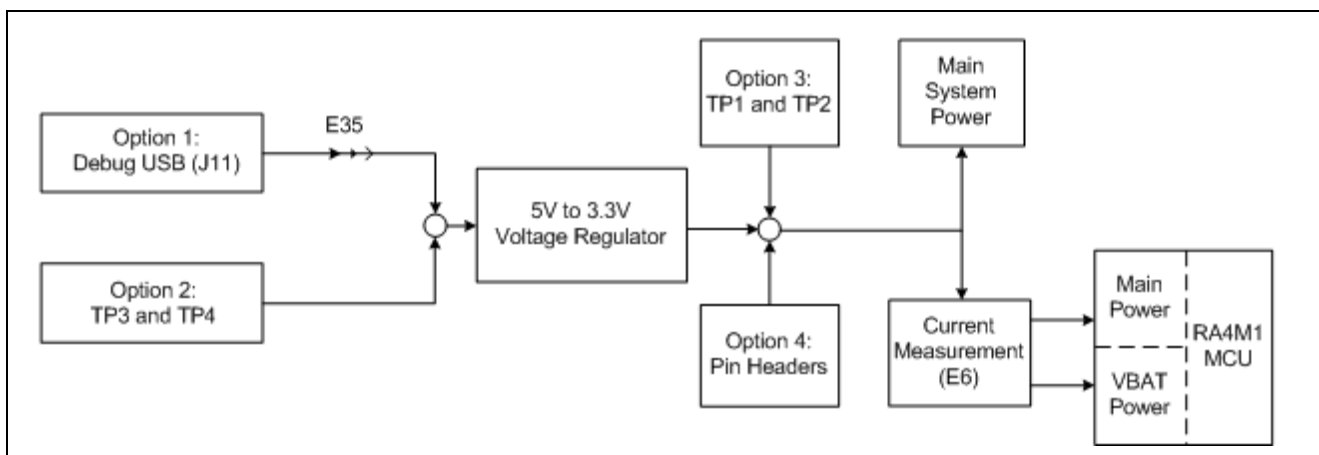 Option 1:
Debug USB (J11)
E35
Option 2:
TP3 and TP4
5V to 3.3V
Voltage Regulator
Option 3:
TP1 and TP2
Option 4:
Pin Headers
Main
System
Power
Current
Measurement
(E6)
Main
Power
VBAT
Power
RA4M1
MCU